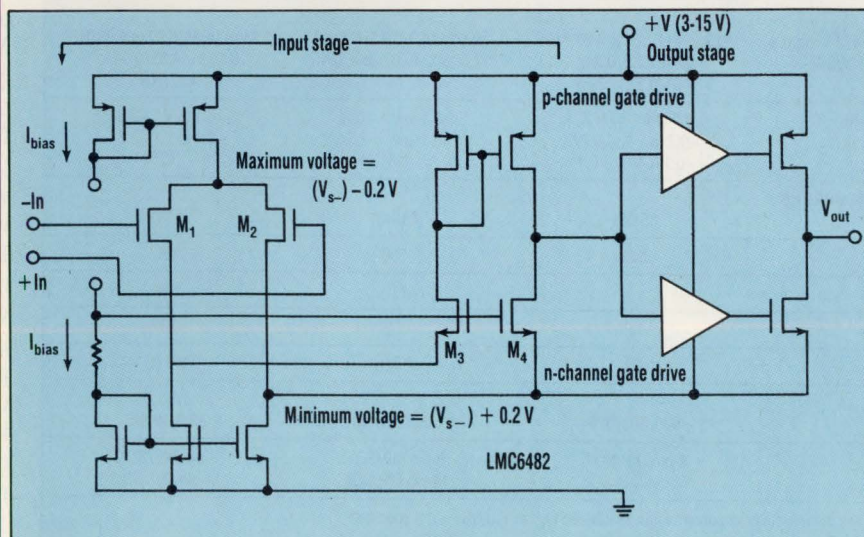 +V (3-15 V)
Input stage
Output stage
p-channel gate drive
I_bias
Maximum voltage =
(V_s–) – 0.2 V
–In
M_1
M_2
V_out
+In
I_bias
M_3
M_4
n-channel gate drive
Minimum voltage = (V_s–) + 0.2 V
LMC6482